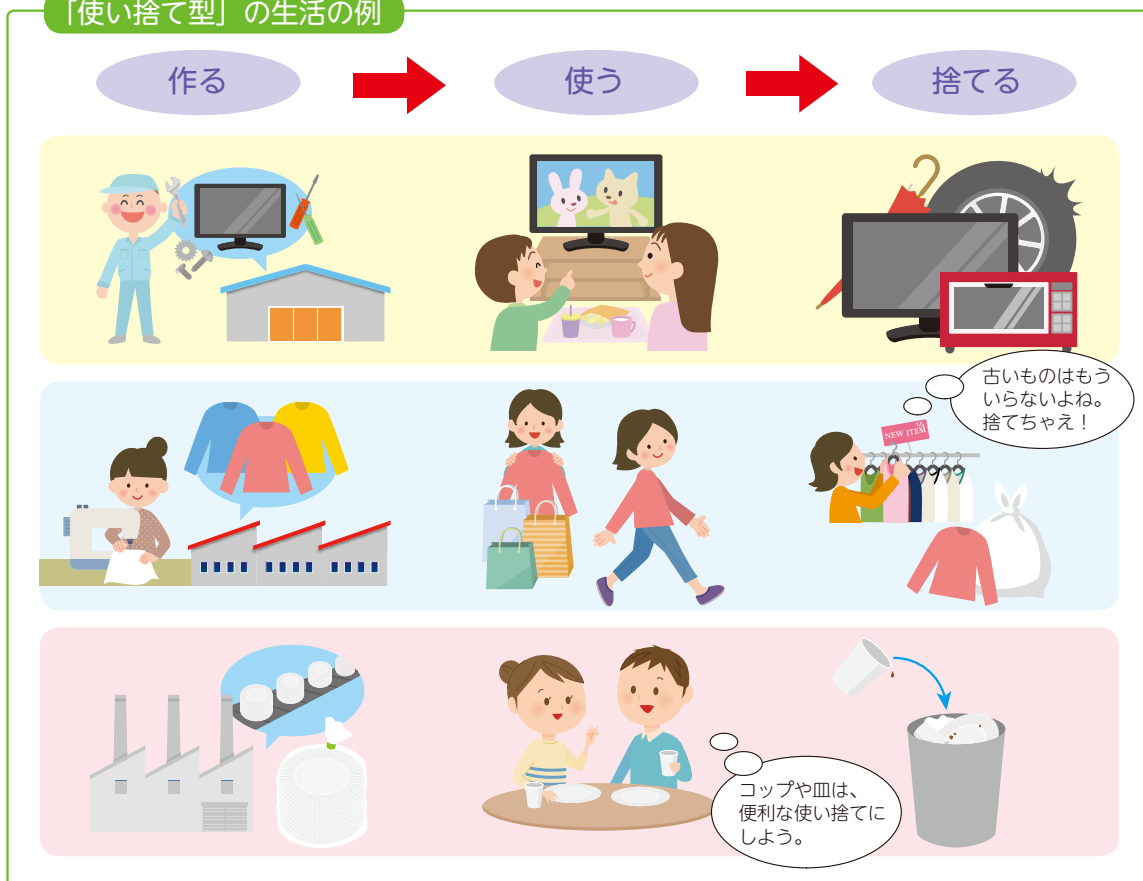 「使い捨て型」の生活の例
作る
使う
捨てる
古いものはもう
いらないよね。
捨てちゃえ！
NEW ITEM
コップや皿は、
便利な使い捨てに
しよう。